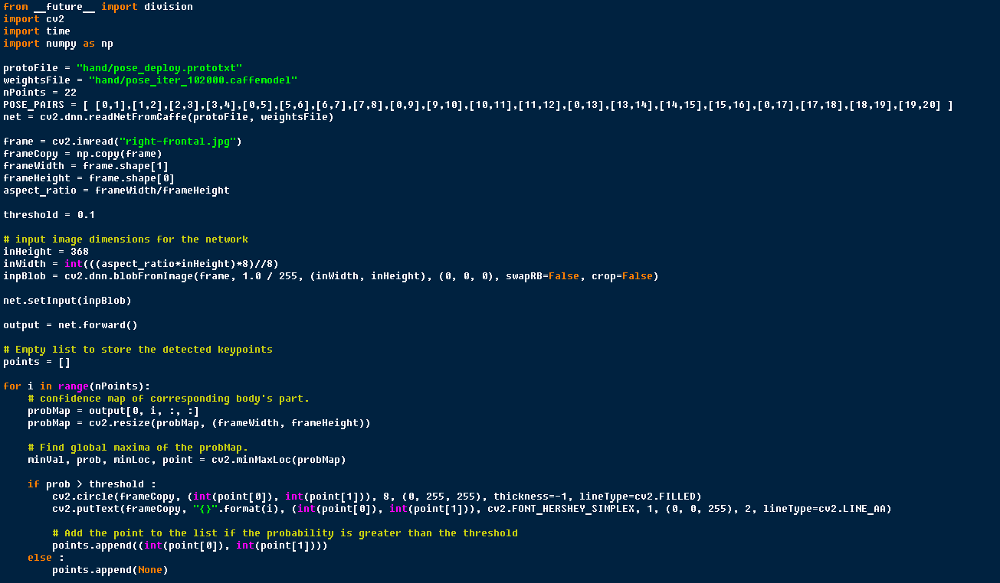 from __future__ import division
import cv2
import time
import numpy as np

protoFile = "hand/pose_deploy.prototxt"
weightsFile = "hand/pose_iter_102000.caffemodel"
nPoints = 22
POSE_PAIRS = [ [0,1],[1,2],[2,3],[3,4],[0,5],[5,6],[6,7],[7,8],[0,9],[9,10],[10,11],[11,12],[0,13],[13,14],[14,15],[15,16],[0,17],[17,18],[18,19],[19,20] ]
net = cv2.dnn.readNetFromCaffe(protoFile, weightsFile)

frame = cv2.imread("right-frontal.jpg")
frameCopy = np.copy(frame)
frameWidth = frame.shape[1]
frameHeight = frame.shape[0]
aspect_ratio = frameWidth/frameHeight

threshold = 0.1

# input image dimensions for the network
inHeight = 368
inWidth = int(((aspect_ratio*inHeight)*8)//8)
inpBlob = cv2.dnn.blobFromImage(frame, 1.0 / 255, (inWidth, inHeight), (0, 0, 0), swapRB=False, crop=False)

net.setInput(inpBlob)

output = net.forward()

# Empty list to store the detected keypoints
points = []

for i in range(nPoints):
    # confidence map of corresponding body's part.
    probMap = output[0, i, :, :]
    probMap = cv2.resize(probMap, (frameWidth, frameHeight))

    # Find global maxima of the probMap.
    minVal, prob, minLoc, point = cv2.minMaxLoc(probMap)

    if prob > threshold :
        cv2.circle(frameCopy, (int(point[0]), int(point[1])), 8, (0, 255, 255), thickness=-1, lineType=cv2.FILLED)
        cv2.putText(frameCopy, "{}".format(i), (int(point[0]), int(point[1])), cv2.FONT_HERSHEY_SIMPLEX, 1, (0, 0, 255), 2, lineType=cv2.LINE_AA)

        # Add the point to the list if the probability is greater than the threshold
        points.append((int(point[0]), int(point[1])))
    else :
        points.append(None)